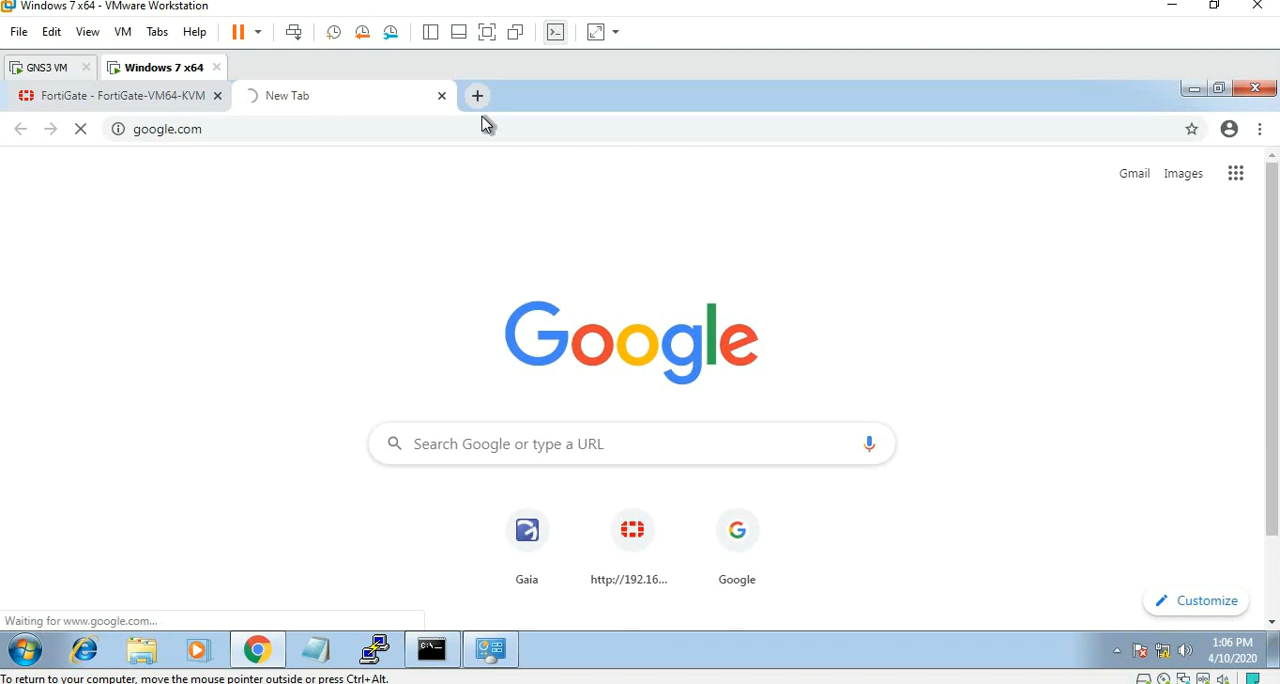 Windows 7 x64 - VMware Workstation
File Edit View VM Tabs Help
GNS3 VM Windows 7 x64
FortiGate - FortiGate-VM64-KVM New Tab
google.com
Gmail Images
Google
Search Google or type a URL
Gaia http://192.16... Google
Customize
Waiting for www.google.com...
C:\.
1:06 PM
4/10/2020
To return to your computer, move the mouse pointer outside or press Ctrl+Alt.